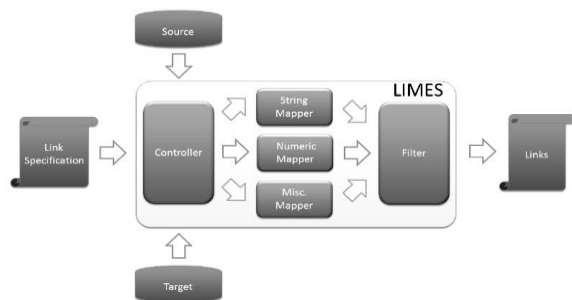 Source
LIMES
String
Mapper
Link
Specification
Controller
Numeric
Mapper
Filter
Links
Misc.
Mapper
Target